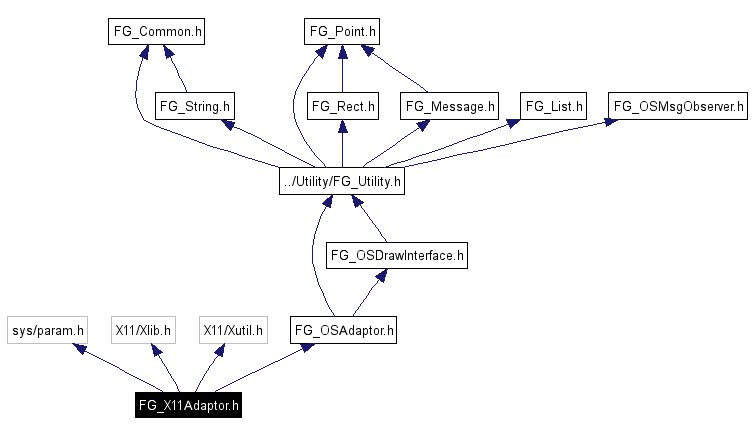 FG_Common.h
FG_Point.h
FG_String.h
FG_Rect.h
FG_Message.h
FG_List.h
FG_OSMsgObserver.h
../Utility/FG_Utility.h
FG_OSDrawInterface.h
sys/param.h
X11/Xlib.h
X11/Xutil.h
FG_OSAdaptor.h
FG_X11Adaptor.h